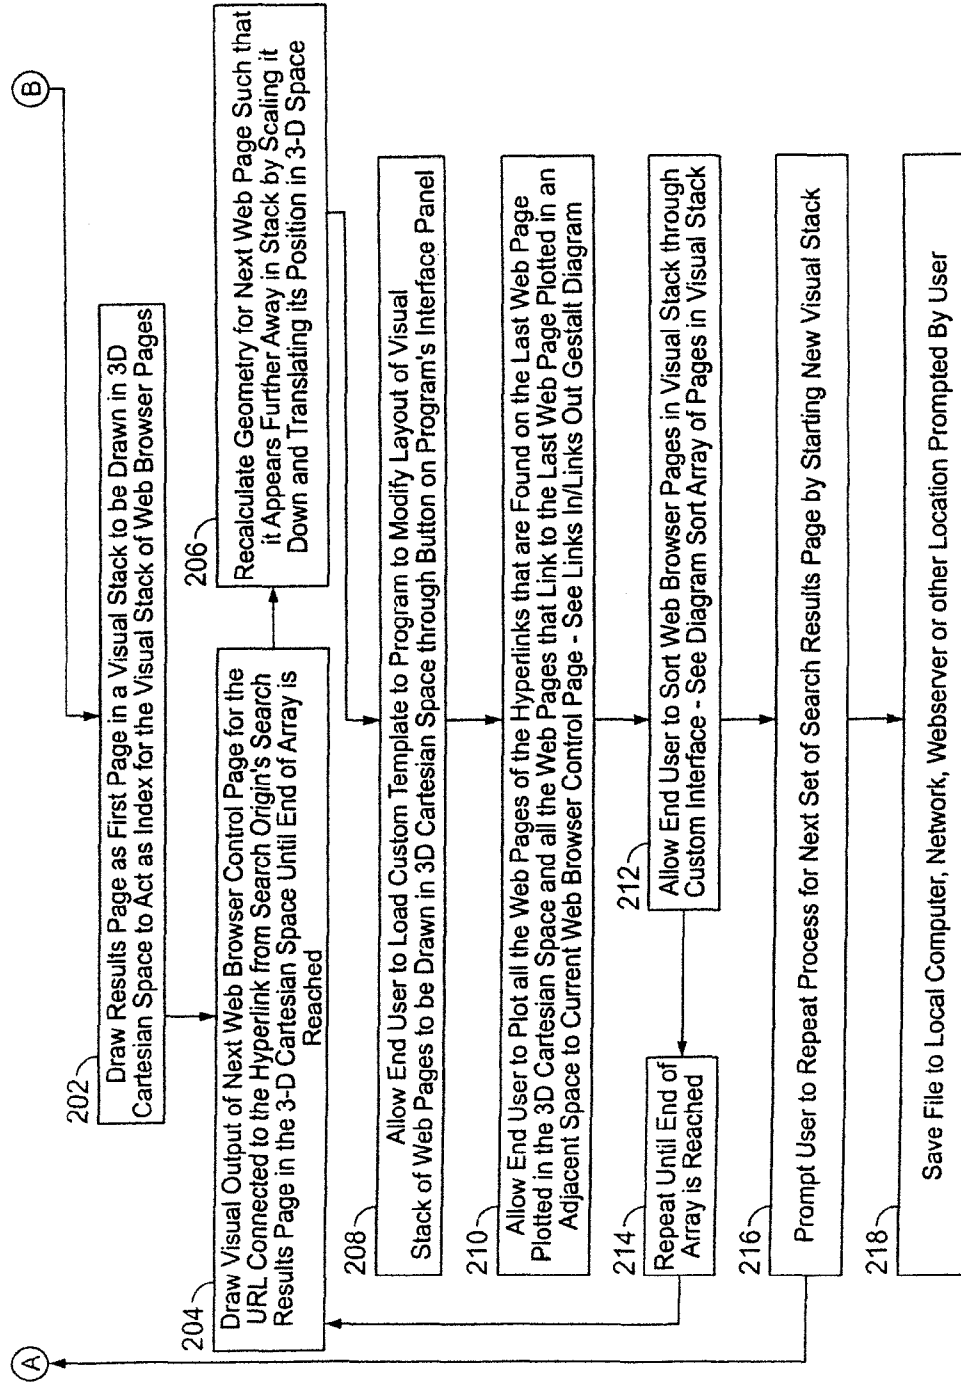 A
B
202
Draw Results Page as First Page in a Visual Stack to be Drawn in 3D
Cartesian Space to Act as Index for the Visual Stack of Web Browser Pages
204
Draw Visual Output of Next Web Browser Control Page for the
URL Connected to the Hyperlink from Search Origin's Search
Results Page in the 3-D Cartesian Space Until End of Array is
Reached
206
Recalculate Geometry for Next Web Page Such that
it Appears Further Away in Stack by Scaling it
Down and Translating its Position in 3-D Space
208
Allow End User to Load Custom Template to Program to Modify Layout of Visual
Stack of Web Pages to be Drawn in 3D Cartesian Space through Button on Program's Interface Panel
210
Allow End User to Plot all the Web Pages of the Hyperlinks that are Found on the Last Web Page
Plotted in the 3D Cartesian Space and all the Web Pages that Link to the Last Web Page Plotted in an
Adjacent Space to Current Web Browser Control Page - See Links In/Links Out Gestalt Diagram
212
Allow End User to Sort Web Browser Pages in Visual Stack through
Custom Interface - See Diagram Sort Array of Pages in Visual Stack
214
Repeat Until End of
Array is Reached
216
Prompt User to Repeat Process for Next Set of Search Results Page by Starting New Visual Stack
218
Save File to Local Computer, Network, Webserver or other Location Prompted By User